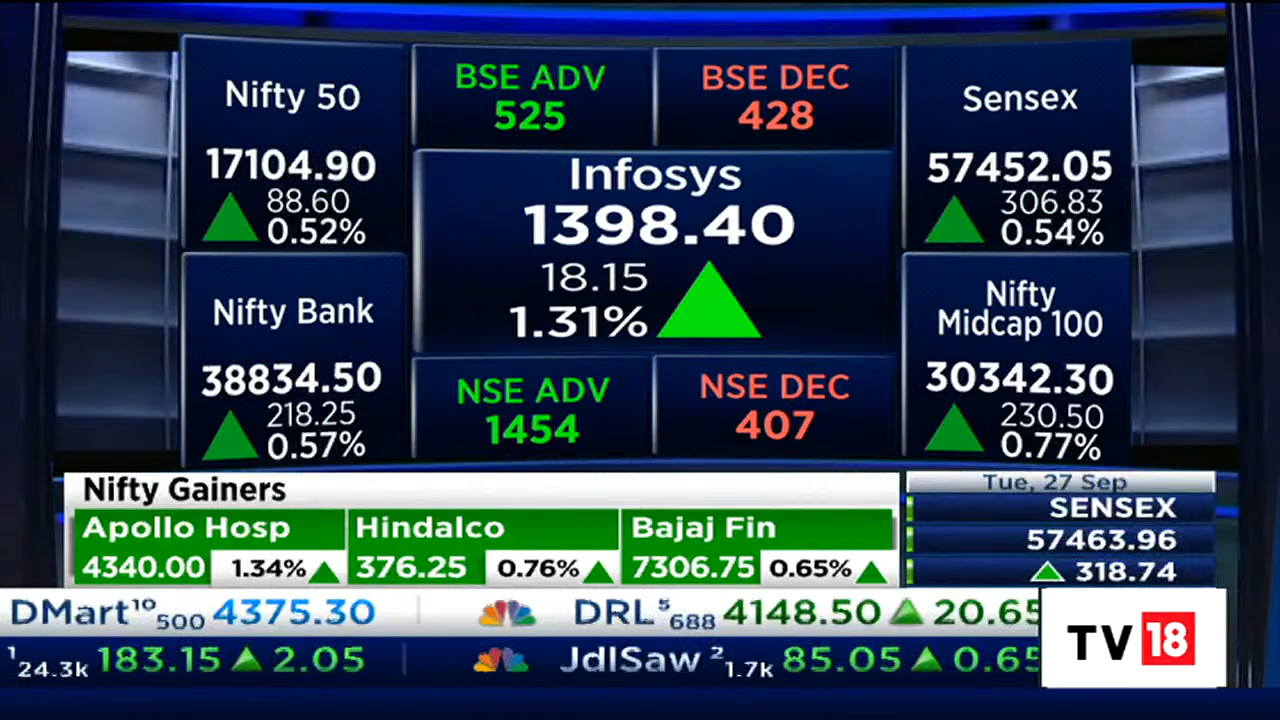 Nifty 50
17104.90
88.60
0.52%
BSE ADV
525
BSE DEC
428
Sensex
57452.05
306.83
0.54%
Infosys
1398.40
18.15
1.31%
Nifty Bank
38834.50
218.25
0.57%
NSE ADV
1454
NSE DEC
407
Nifty
Midcap 100
30342.30
230.50
0.77%
Nifty Gainers
Apollo Hosp
4340.00 1.34%
Hindalco
376.25 0.76%
Bajaj Fin
7306.75 0.65%
Tue, 27 Sep
SENSEX
57463.96
318.74
DMart 10 500 4375.30 DRL 5 688 4148.50 20.65
1 24.3k 183.15 2.05 JdlSaw 2 1.7k 85.05 0.65
TV 18